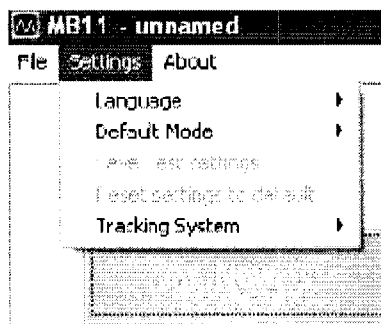 MB11 - unnamed
File Settings About
Language
Default Mode
Reset settings to default
Tracking System